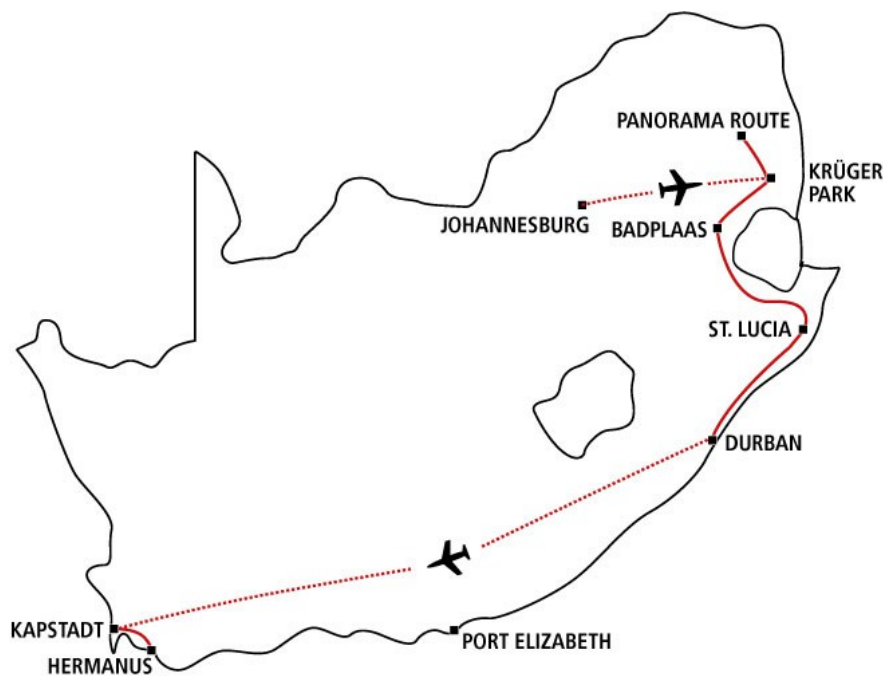 PANORAMA ROUTE
KRÜGER
PARK
JOHANNESBURG
BADPLAAS
ST. LUCIA
DURBAN
KAPSTADT
PORT ELIZABETH
HERMANUS